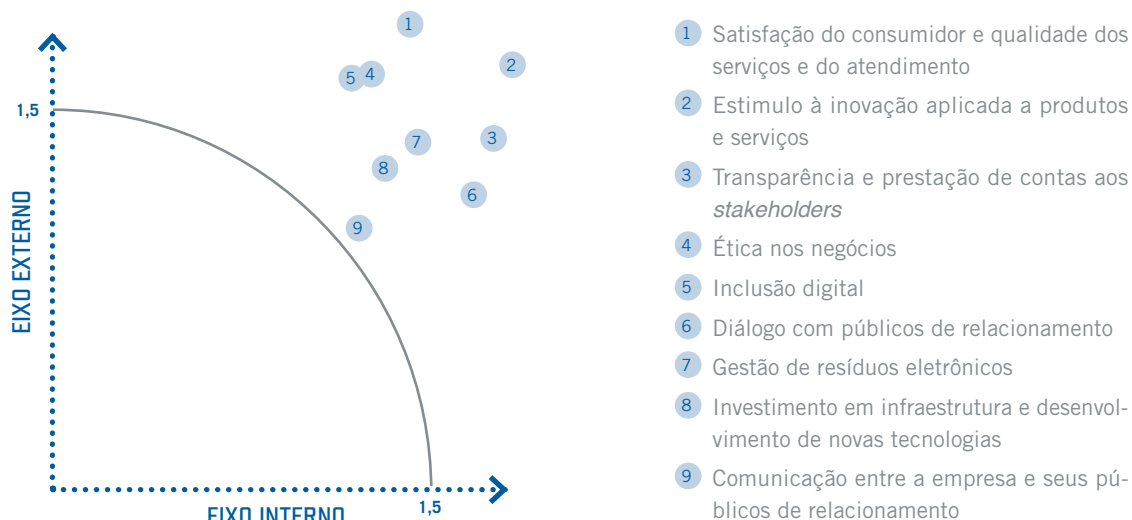 1
2
5 4
1,5
7
3
8
6
9
EIXO EXTERNO
1,5
EIXO INTERNO
1 Satisfação do consumidor e qualidade dos
serviços e do atendimento
2 Estimulo à inovação aplicada a produtos
e serviços
3 Transparência e prestação de contas aos
stakeholders
4 Ética nos negócios
5 Inclusão digital
6 Diálogo com públicos de relacionamento
7 Gestão de resíduos eletrônicos
8 Investimento em infraestrutura e desenvol-
vimento de novas tecnologias
9 Comunicação entre a empresa e seus pú-
blicos de relacionamento